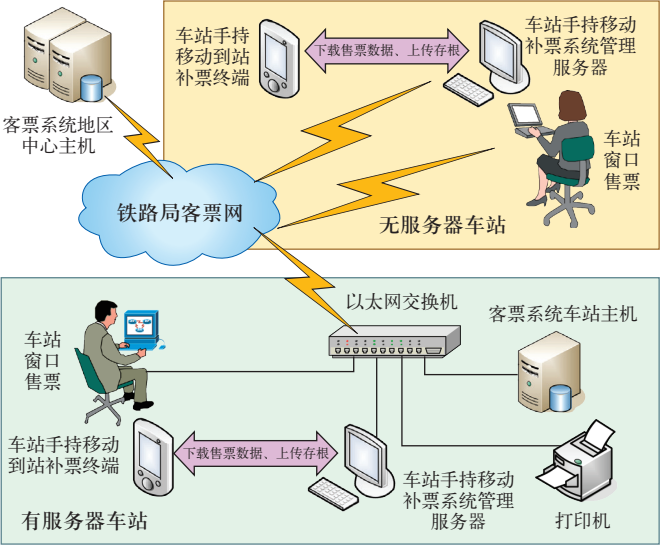 车站手持
移动到站
补票终端
下载售票数据、上传存根
车站手持移动
补票系统管理
服务器
客票系统地区
中心主机
车站
窗口
售票
铁路局客票网
无服务器车站
以太网交换机
客票系统车站主机
车站
窗口
售票
车站手持移动
到站补票终端
下载售票数据、上传存根
车站手持移动
补票系统管理
服务器
打印机
有服务器车站